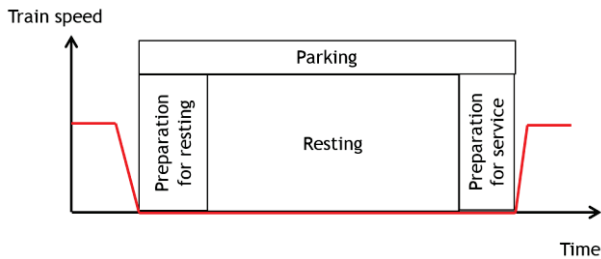 Train speed
Parking
Preparation
for resting
Resting
Preparation
for service
Time